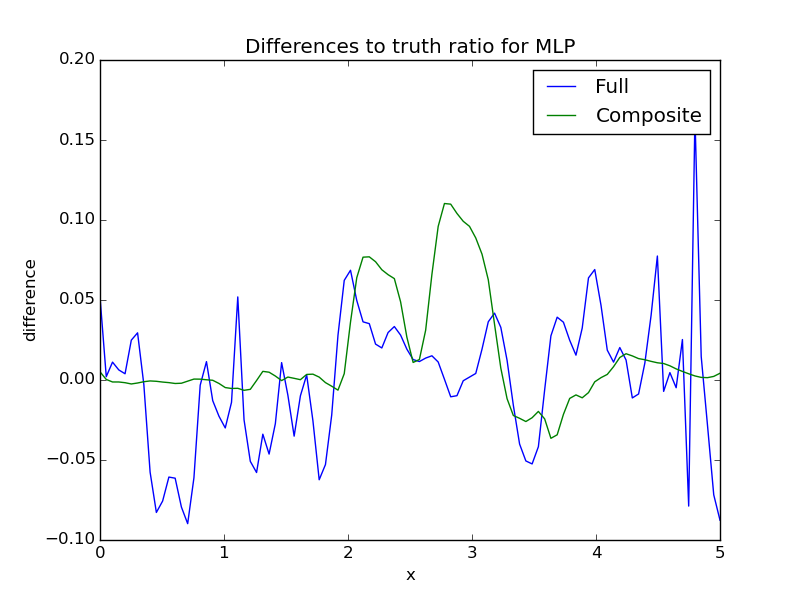 Differences to truth ratio for MLP
Full
Composite
0.20
0.15
0.10
0.05
0.00
−0.05
−0.10
difference
0 1 2 3 4 5
x